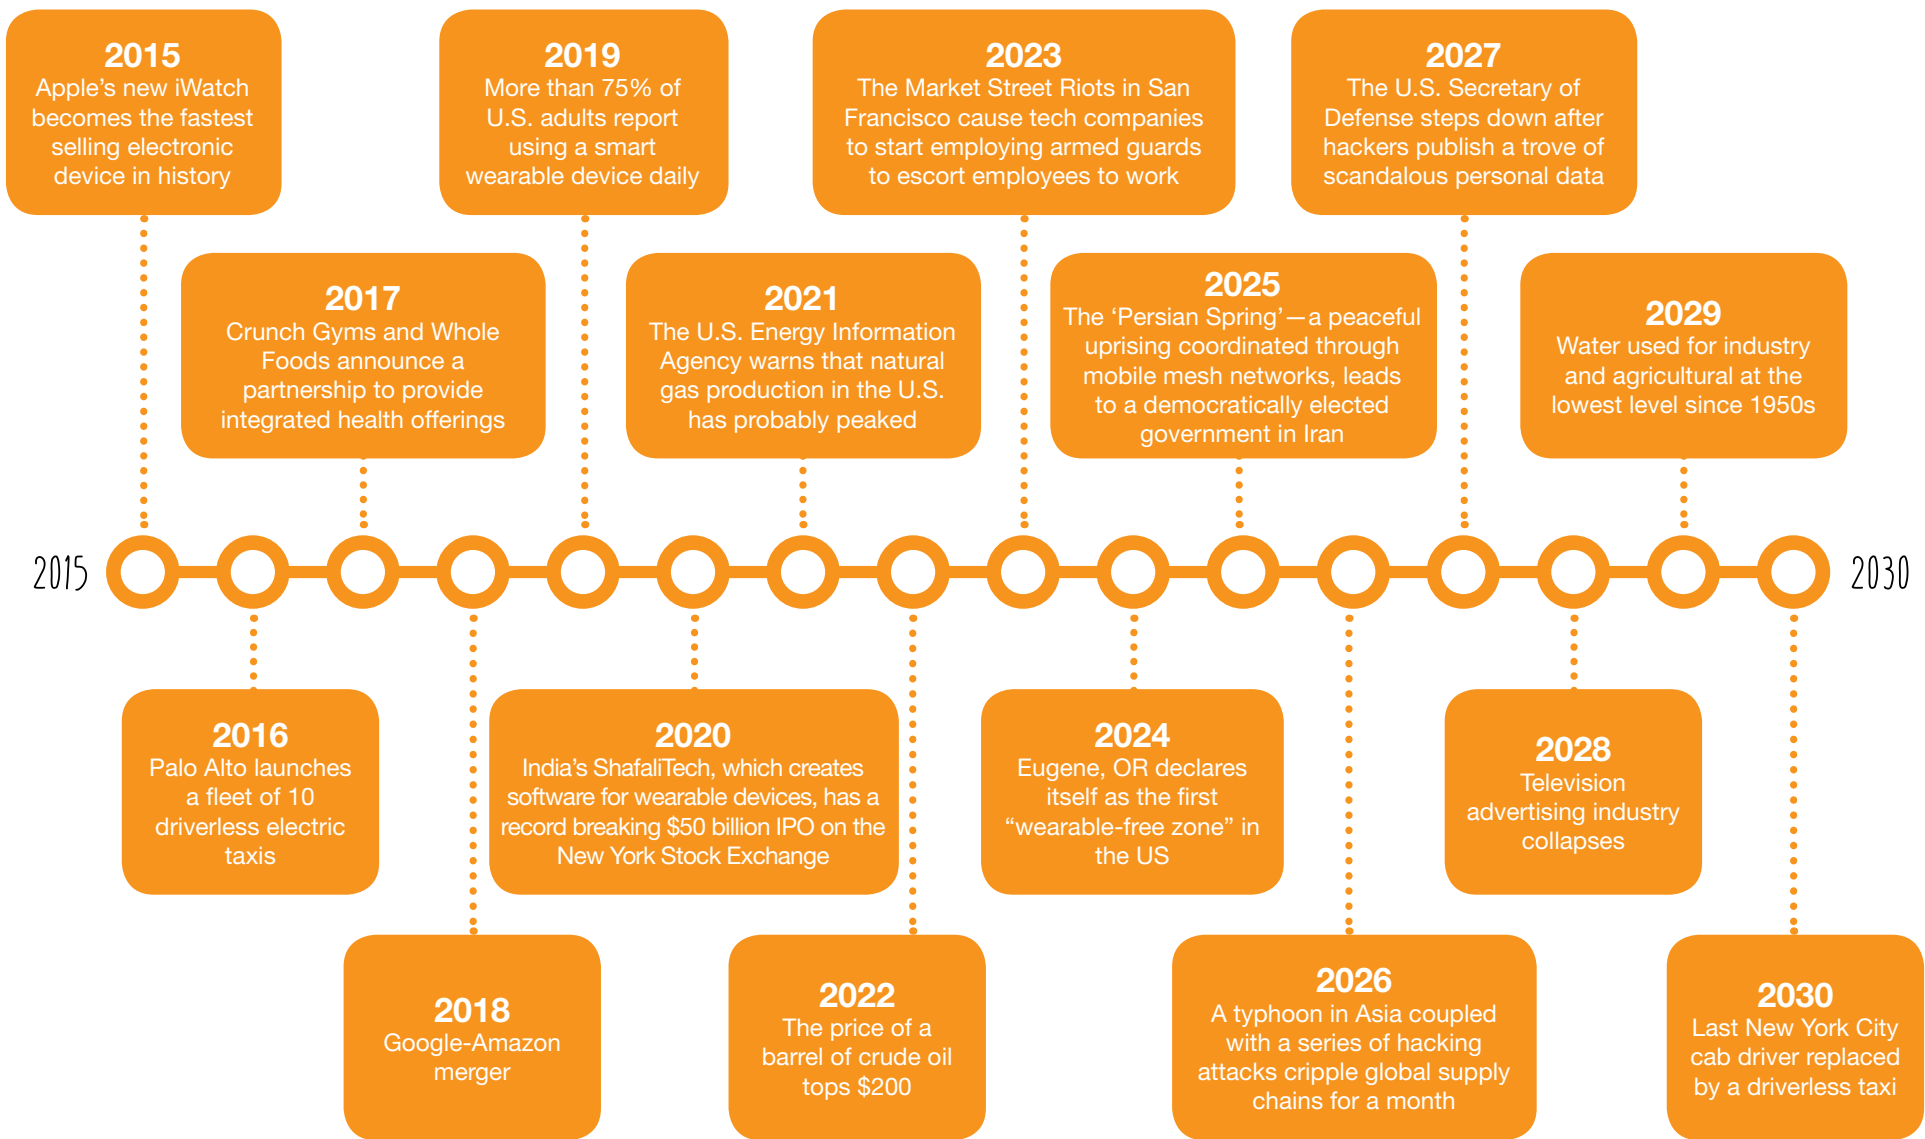 2015
Apple’s new iWatch
becomes the fastest
selling electronic
device in history
2019
More than 75% of
U.S. adults report
using a smart
wearable device daily
2023
The Market Street Riots in San
Francisco cause tech companies
to start employing armed guards
to escort employees to work
2027
The U.S. Secretary of
Defense steps down after
hackers publish a trove of
scandalous personal data
2017
Crunch Gyms and Whole
Foods announce a
partnership to provide
integrated health offerings
2021
The U.S. Energy Information
Agency warns that natural
gas production in the U.S.
has probably peaked
2025
The ‘Persian Spring’—a peaceful
uprising coordinated through
mobile mesh networks, leads
to a democratically elected
government in Iran
2029
Water used for industry
and agricultural at the
lowest level since 1950s
2015
2030
2016
Palo Alto launches
a fleet of 10
driverless electric
taxis
2020
India’s ShafaliTech, which creates
software for wearable devices, has a
record breaking $50 billion IPO on the
New York Stock Exchange
2024
Eugene, OR declares
itself as the first
“wearable-free zone” in
the US
2028
Television
advertising industry
collapses
2018
Google-Amazon
merger
2022
The price of a
barrel of crude oil
tops $200
2026
A typhoon in Asia coupled
with a series of hacking
attacks cripple global supply
chains for a month
2030
Last New York City
cab driver replaced
by a driverless taxi